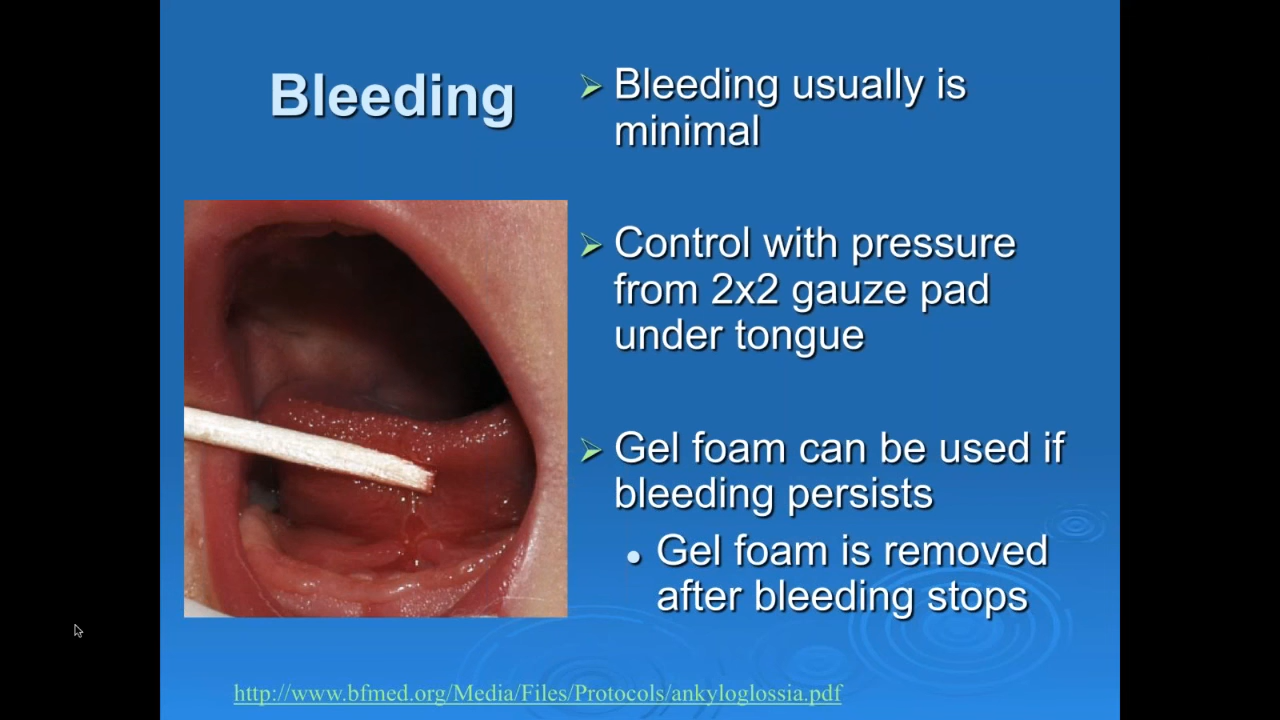 Bleeding
Bleeding usually is
minimal
Control with pressure
from 2x2 gauze pad
under tongue
Gel foam can be used if
bleeding persists
Gel foam is removed
after bleeding stops
http://www.bfmed.org/Media/Files/Protocols/ankyloglossia.pdf